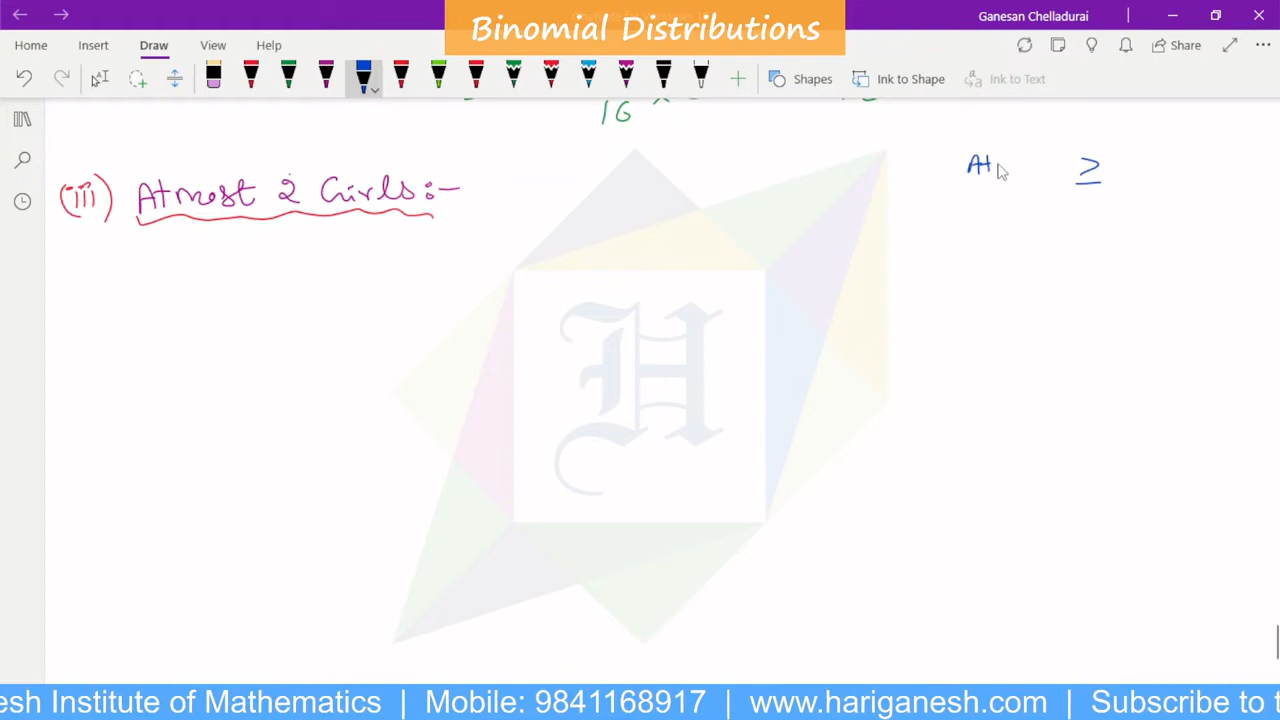 Binomial Distributions
Ganesan Chelladurai
Home Insert Draw View Help
Share
Shapes Ink to Shape Ink to Text
16 x
At ≥
(iii) Atmost 2 Girls:-
H
esh Institute of Mathematics | Mobile: 9841168917 | www.hariganesh.com | Subscribe to t